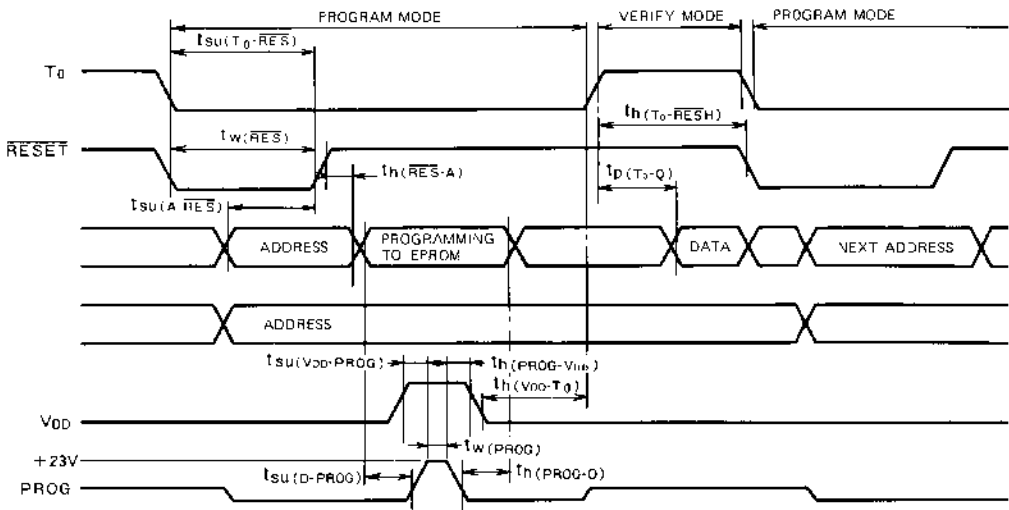 PROGRAM MODE VERIFY MODE PROGRAM MODE
tsu(T0-RES)
T0
th(T0-RESH)
tw(RES)
RESET
th(RES-A)
tp(T0-Q)
tsu(A-RES)
ADDRESS PROGRAMMING TO EPROM DATA NEXT ADDRESS
ADDRESS
tsu(VDD-PROG) th(PROG-VDD)
th(VDD-T0)
VDD
tw(PROG)
+23V
tsu(D-PROG) th(PROG-D)
PROG